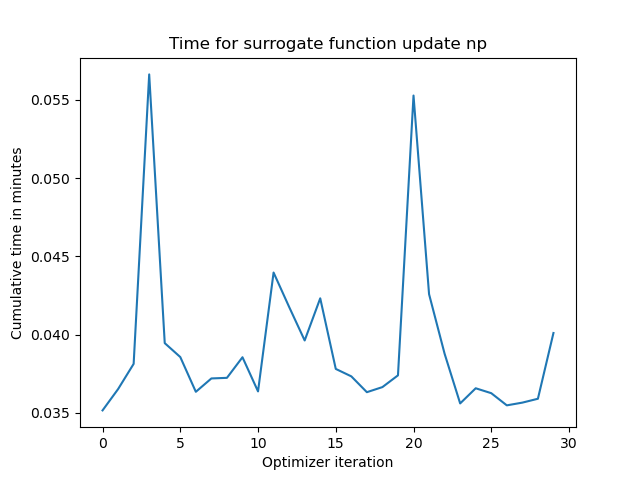 Time for surrogate function update np
Cumulative time in minutes
0.055
0.050
0.045
0.040
0.035
0 5 10 15 20 25 30
Optimizer iteration